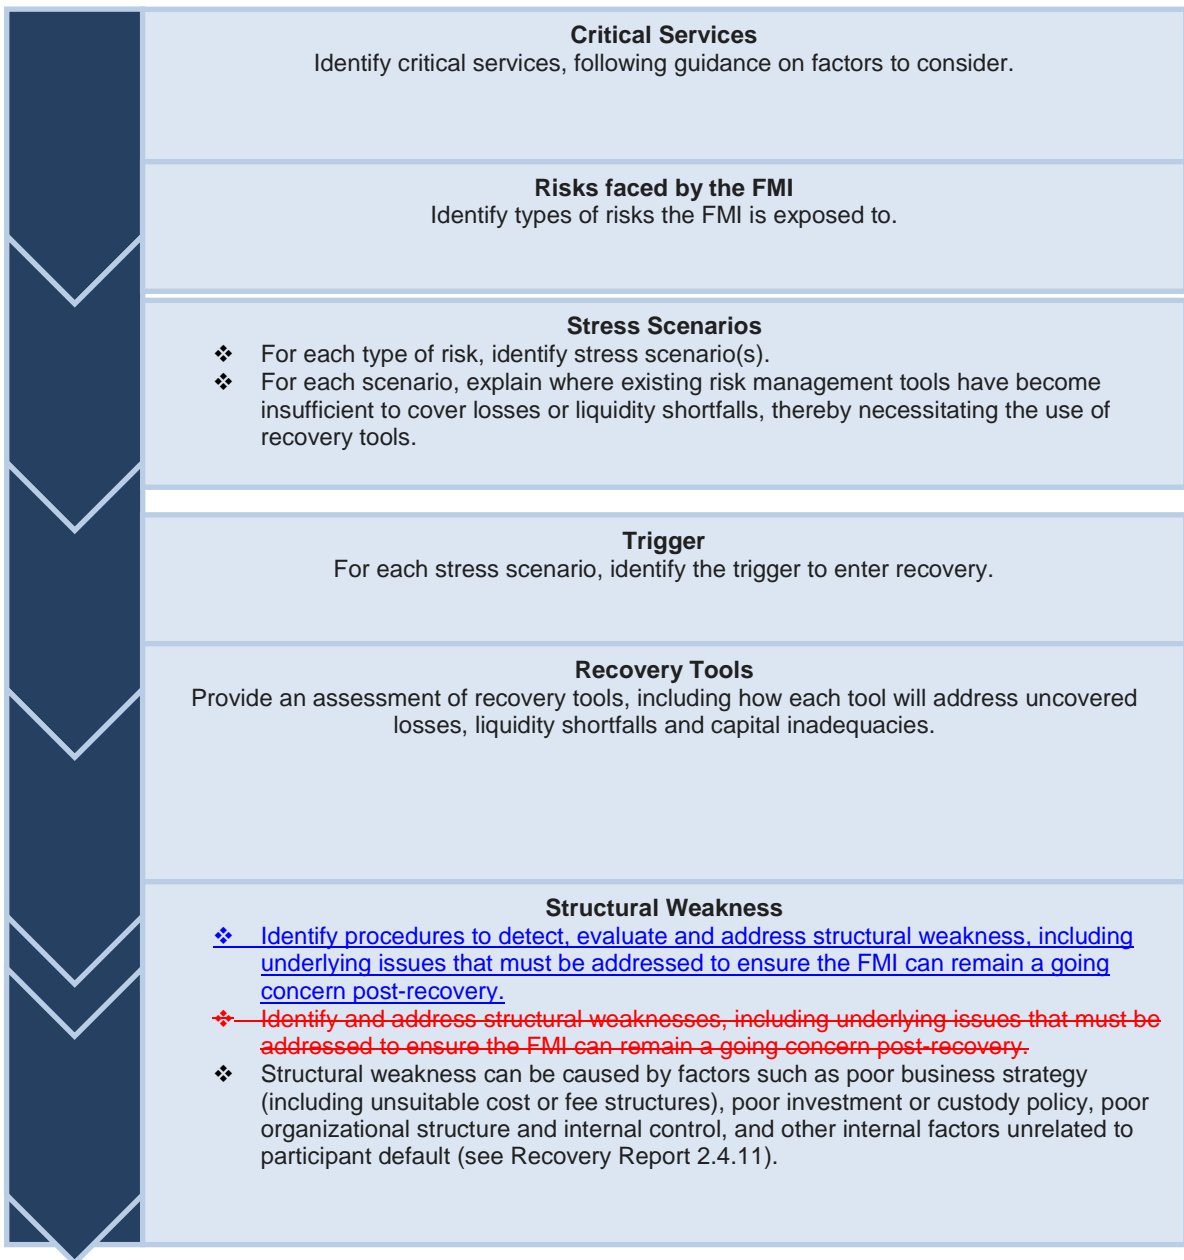 Critical Services
Identify critical services, following guidance on factors to consider.
Risks faced by the FMI
Identify types of risks the FMI is exposed to.
Stress Scenarios
❖ For each type of risk, identify stress scenario(s).
❖ For each scenario, explain where existing risk management tools have become
insufficient to cover losses or liquidity shortfalls, thereby necessitating the use of
recovery tools.
Trigger
For each stress scenario, identify the trigger to enter recovery.
Recovery Tools
Provide an assessment of recovery tools, including how each tool will address uncovered
losses, liquidity shortfalls and capital inadequacies.
Structural Weakness
❖ Identify procedures to detect, evaluate and address structural weakness, including
underlying issues that must be addressed to ensure the FMI can remain a going
concern post-recovery.
❖ Identify and address structural weaknesses, including underlying issues that must be
addressed to ensure the FMI can remain a going concern post-recovery.
❖ Structural weakness can be caused by factors such as poor business strategy
(including unsuitable cost or fee structures), poor investment or custody policy, poor
organizational structure and internal control, and other internal factors unrelated to
participant default (see Recovery Report 2.4.11).